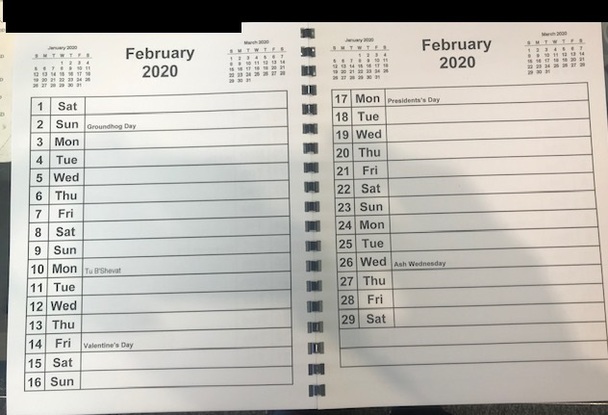 January 2020
S M T W T F S
1 2 3 4
5 6 7 8 9 10 11
12 13 14 15 16 17 18
19 20 21 22 23 24 25
26 27 28 29 30 31
February
2020
March 2020
S M T W T F S
1 2 3 4 5 6 7
8 9 10 11 12 13 14
15 16 17 18 19 20 21
22 23 24 25 26 27 28
29 30 31
1 Sat
2 Sun Groundhog Day
3 Mon
4 Tue
5 Wed
6 Thu
7 Fri
8 Sat
9 Sun
10 Mon Tu B'Shevat
11 Tue
12 Wed
13 Thu
14 Fri Valentine's Day
15 Sat
16 Sun
January 2020
S M T W T F S
1 2 3 4
5 6 7 8 9 10 11
12 13 14 15 16 17 18
19 20 21 22 23 24 25
26 27 28 29 30 31
February
2020
March 2020
S M T W T F S
1 2 3 4 5 6 7
8 9 10 11 12 13 14
15 16 17 18 19 20 21
22 23 24 25 26 27 28
29 30 31
17 Mon Presidents's Day
18 Tue
19 Wed
20 Thu
21 Fri
22 Sat
23 Sun
24 Mon
25 Tue
26 Wed Ash Wednesday
27 Thu
28 Fri
29 Sat